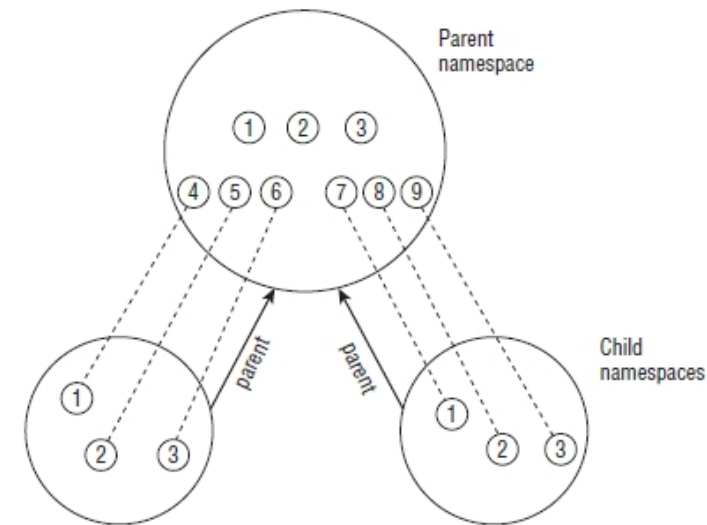 Parent
namespace
1 2 3
4 5 6 7 8 9
parent
parent
Child
namespaces
1
2
3
1
2
3